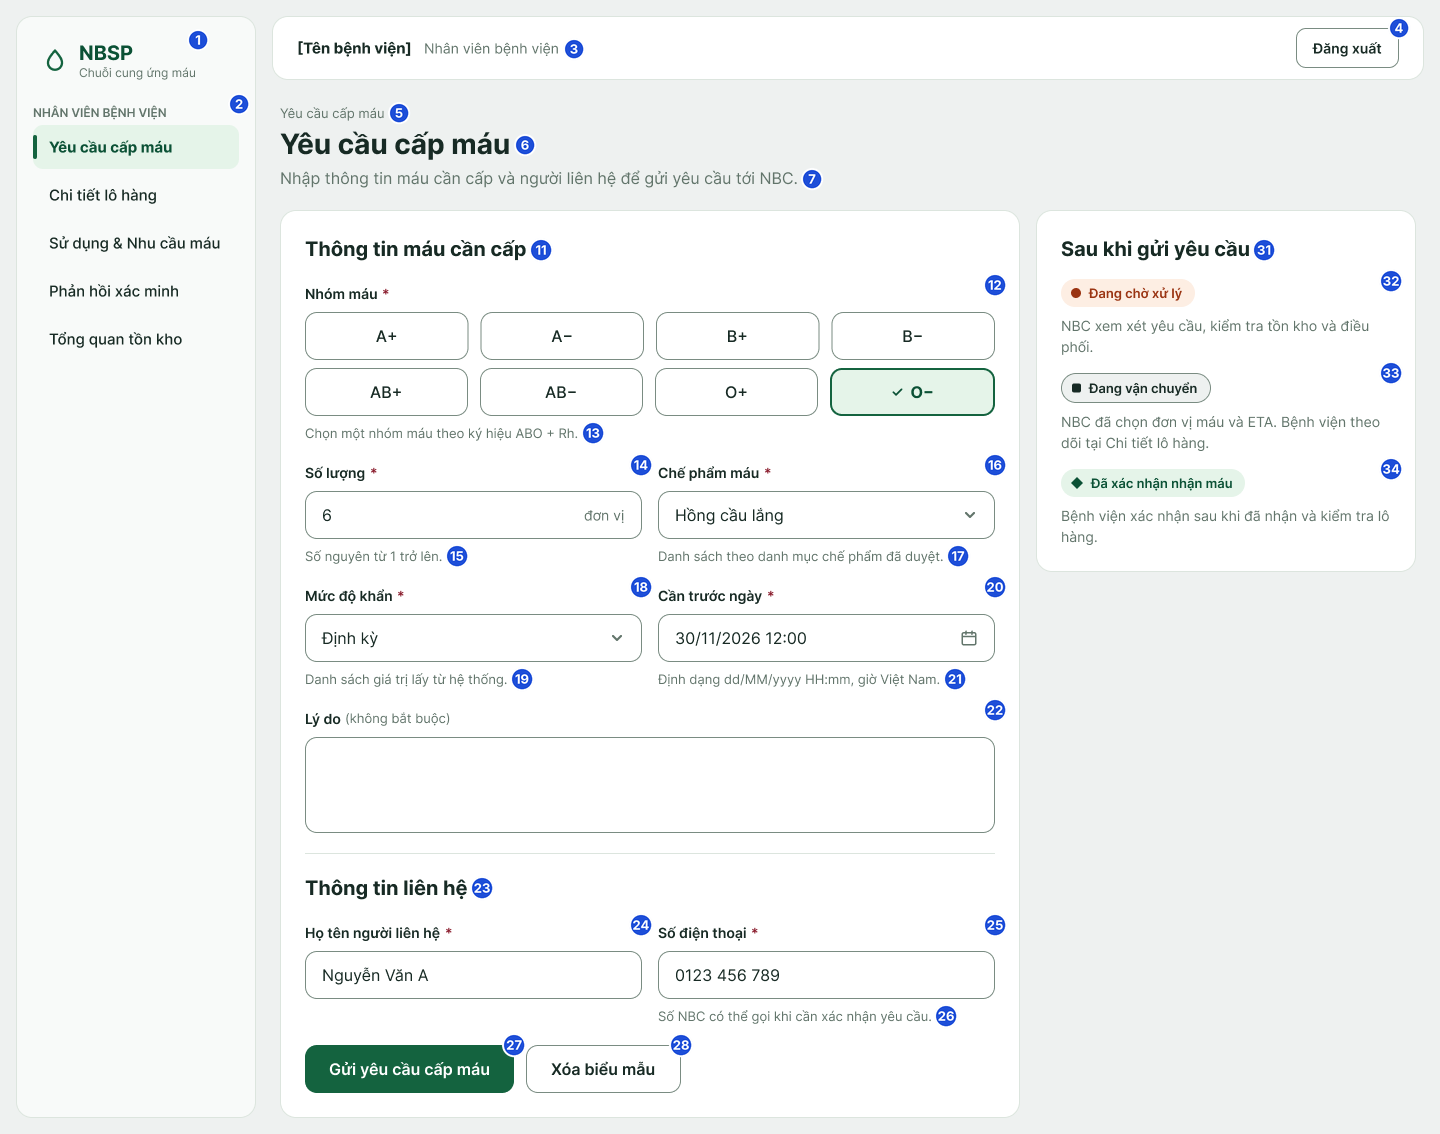 NBSP 1
Chuỗi cung ứng máu
NHÂN VIÊN BỆNH VIỆN 2
Yêu cầu cấp máu
Chi tiết lô hàng
Sử dụng & Nhu cầu máu
Phản hồi xác minh
Tổng quan tồn kho
[Tên bệnh viện] Nhân viên bệnh viện 3
Đăng xuất 4
Yêu cầu cấp máu 5
Yêu cầu cấp máu 6
Nhập thông tin máu cần cấp và người liên hệ để gửi yêu cầu tới NBC. 7
Thông tin máu cần cấp 11
Nhóm máu * 12
A+ A− B+ B−
AB+ AB− O+ O−
Chọn một nhóm máu theo ký hiệu ABO + Rh. 13
Số lượng * 14
6 đơn vị
Số nguyên từ 1 trở lên. 15
Chế phẩm máu * 16
Hồng cầu lắng
Danh sách theo danh mục chế phẩm đã duyệt. 17
Mức độ khẩn * 18
Định kỳ
Danh sách giá trị lấy từ hệ thống. 19
Cần trước ngày * 20
30/11/2026 12:00
Định dạng dd/MM/yyyy HH:mm, giờ Việt Nam. 21
Lý do (không bắt buộc) 22
Thông tin liên hệ 23
Họ tên người liên hệ * 24
Nguyễn Văn A
Số điện thoại * 25
0123 456 789
Số NBC có thể gọi khi cần xác nhận yêu cầu. 26
Gửi yêu cầu cấp máu 27
Xóa biểu mẫu 28
Sau khi gửi yêu cầu 31
Đang chờ xử lý 32
NBC xem xét yêu cầu, kiểm tra tồn kho và điều
phối.
Đang vận chuyển 33
NBC đã chọn đơn vị máu và ETA. Bệnh viện theo
dõi tại Chi tiết lô hàng.
Đã xác nhận nhận máu 34
Bệnh viện xác nhận sau khi đã nhận và kiểm tra lô
hàng.